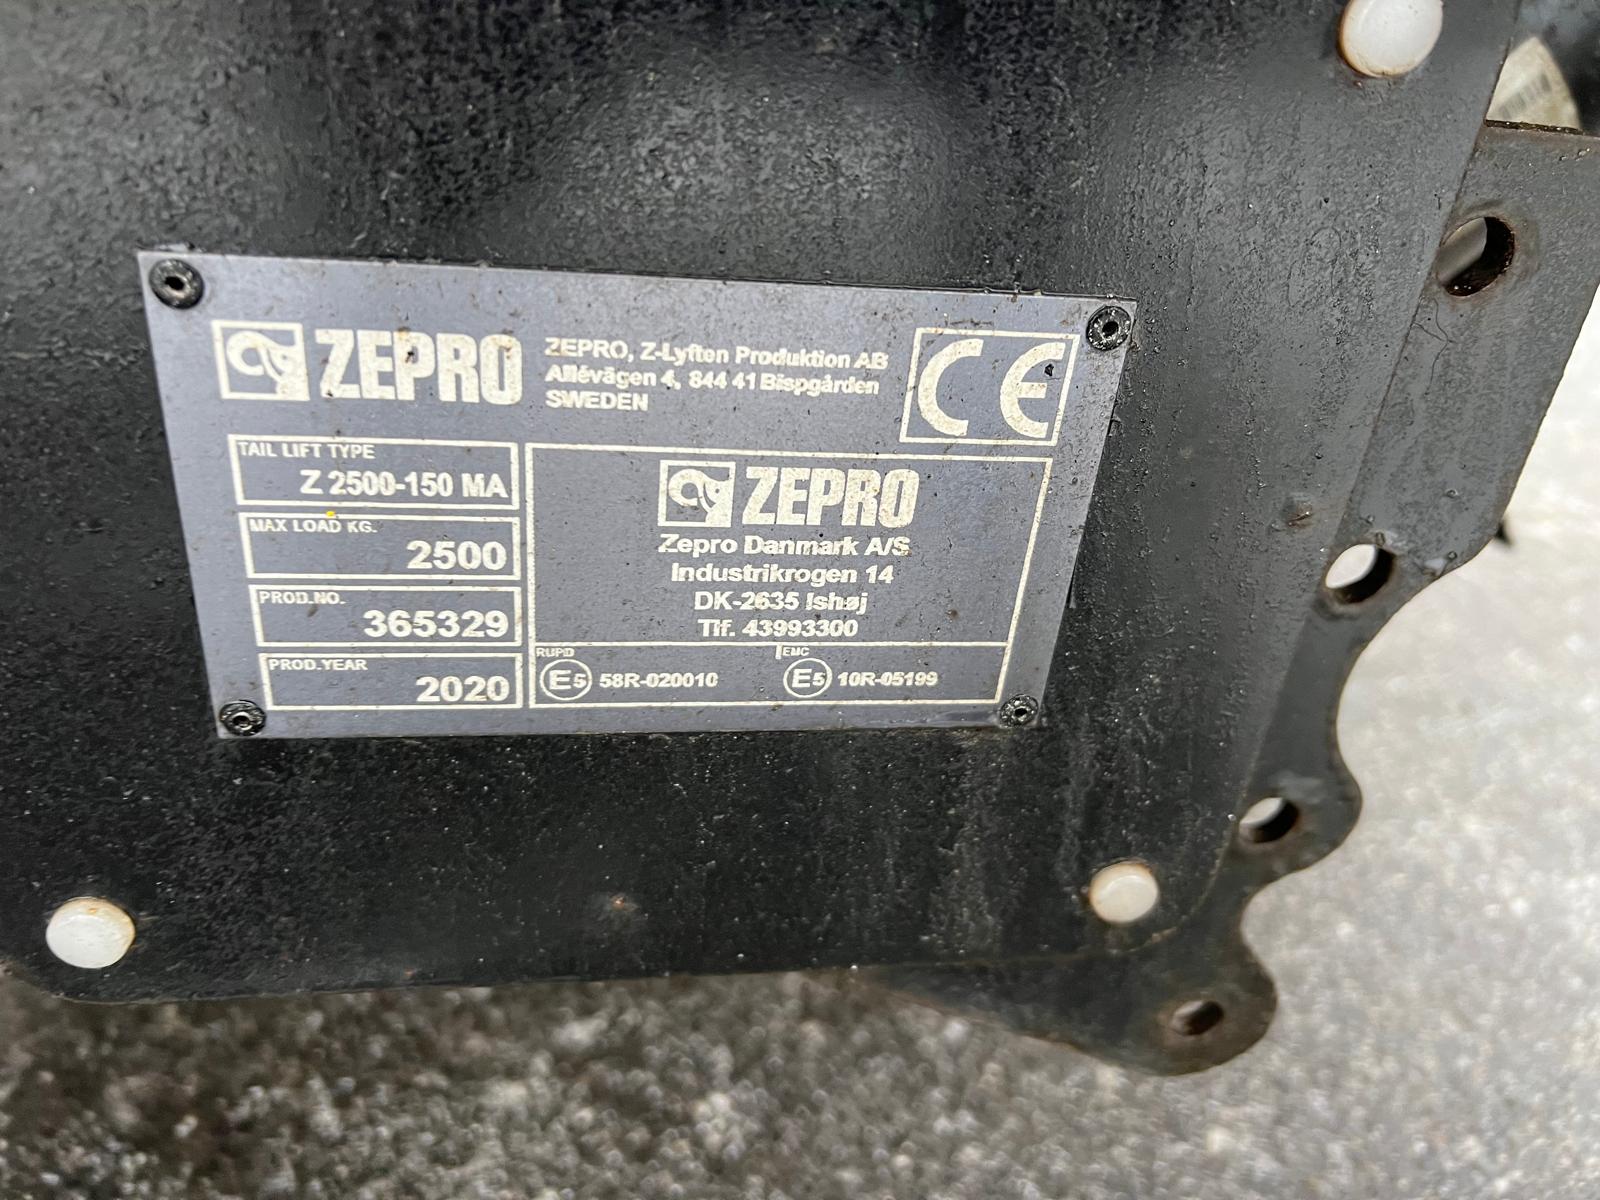 ZEPRO
ZEPRO, Z-Lyften Produktion AB
Allévägen 4, 844 41 Bispgården
SWEDEN
CE
TAIL LIFT TYPE
Z 2500-150 MA
MAX LOAD KG.
2500
PROD.NO.
365329
PROD.YEAR
2020
ZEPRO
Zepro Danmark A/S
Industrikrogen 14
DK-2635 Ishøj
Tlf. 43993300
RUPD
E5 58R-020010
EMC
E5 10R-05199